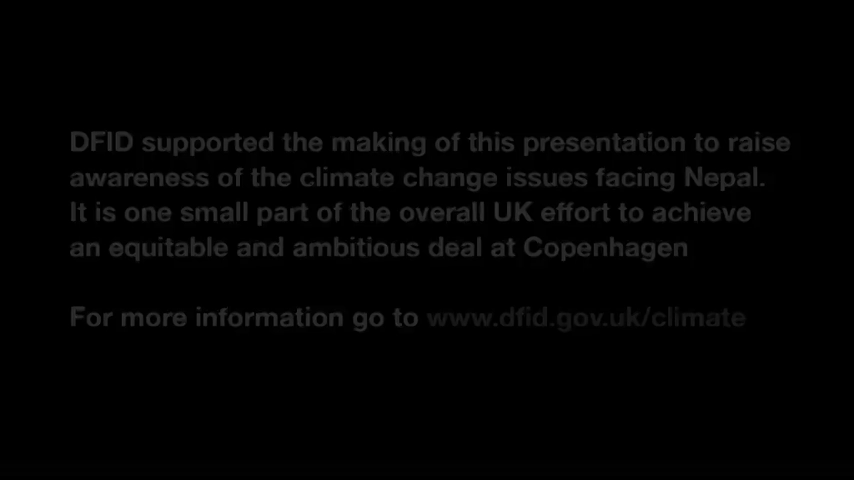 DFID supported the making of this presentation to raise
awareness of the climate change issues facing Nepal.
It is one small part of the overall UK effort to achieve
an equitable and ambitious deal at Copenhagen
For more information go to www.dfid.gov.uk/climate